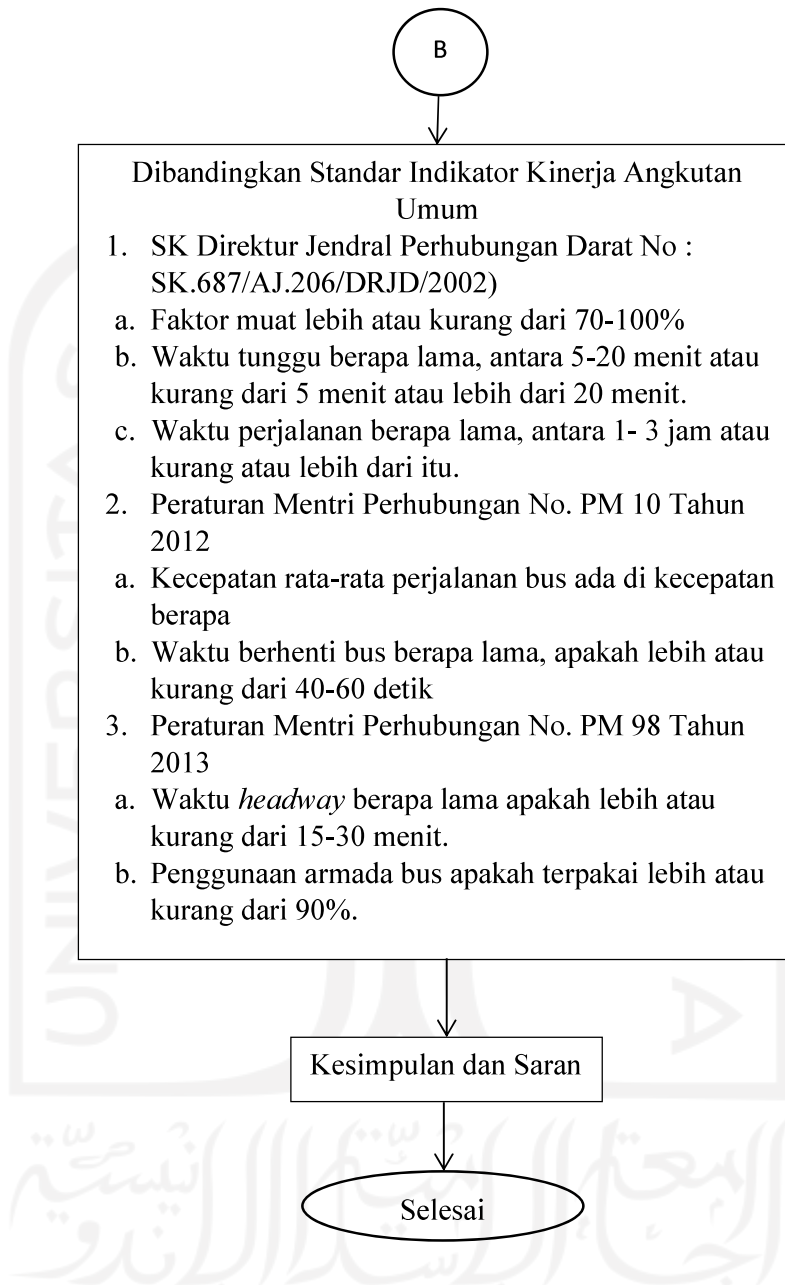 B
Dibandingkan Standar Indikator Kinerja Angkutan
Umum
1. SK Direktur Jendral Perhubungan Darat No :
SK.687/AJ.206/DRJD/2002)
a. Faktor muat lebih atau kurang dari 70-100%
b. Waktu tunggu berapa lama, antara 5-20 menit atau
kurang dari 5 menit atau lebih dari 20 menit.
c. Waktu perjalanan berapa lama, antara 1- 3 jam atau
kurang atau lebih dari itu.
2. Peraturan Mentri Perhubungan No. PM 10 Tahun
2012
a. Kecepatan rata-rata perjalanan bus ada di kecepatan
berapa
b. Waktu berhenti bus berapa lama, apakah lebih atau
kurang dari 40-60 detik
3. Peraturan Mentri Perhubungan No. PM 98 Tahun
2013
a. Waktu headway berapa lama apakah lebih atau
kurang dari 15-30 menit.
b. Penggunaan armada bus apakah terpakai lebih atau
kurang dari 90%.
Kesimpulan dan Saran
Selesai